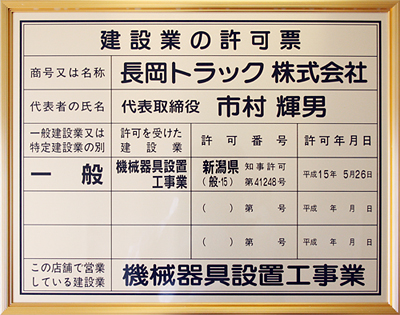 建設業の許可票
商号又は名称 長岡トラック 株式会社
代表者の氏名 代表取締役 市村 輝男
一般建設業又は 特定建設業の別 許可を受けた 建設業 許可番号 許可年月日
一般 機械器具設置 工事業 新潟県 (般-15) 知事許可 第41248号 平成15年 5月26日
( ) 第 号 平成 年 月 日
( ) 第 号 平成 年 月 日
この店舗で営業 している建設業 機械器具設置工事業